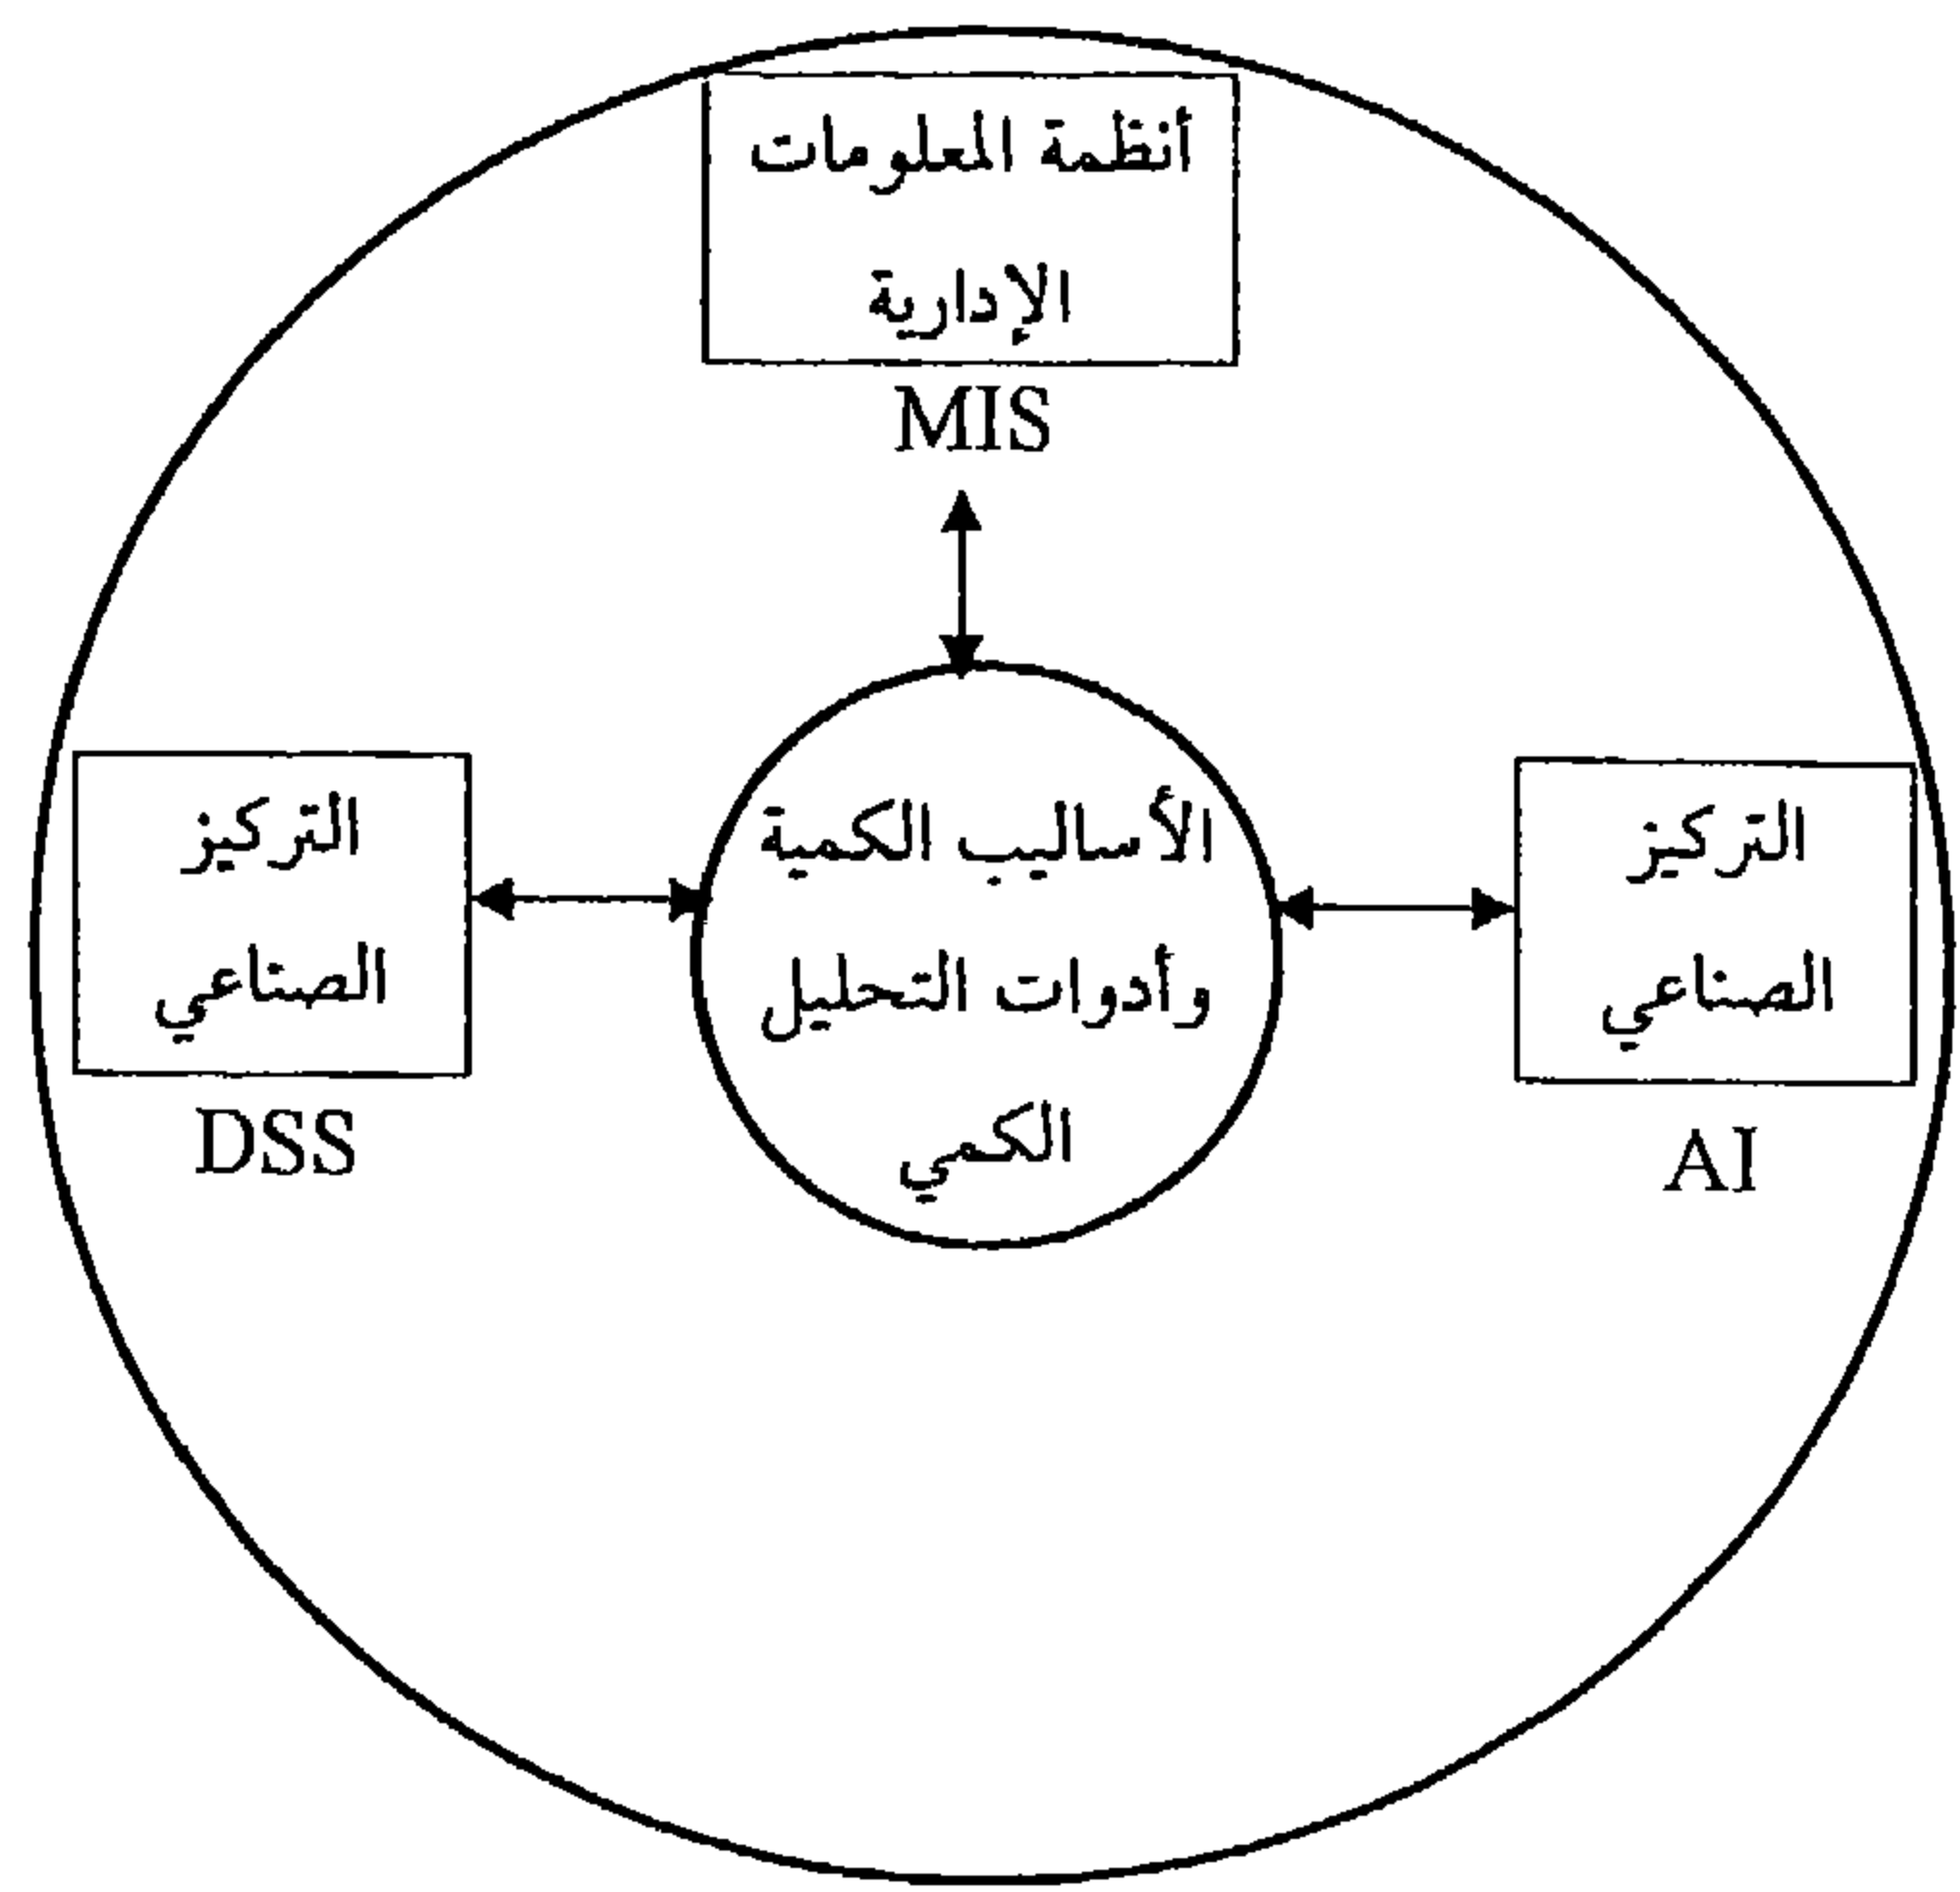 أنظمة المعلومات
الإدارية
MIS
التركيز
الصناعي
AI
الأساليب الكمية
وأدوات التحليل
الكمي
التركيز
الصناعي
DSS